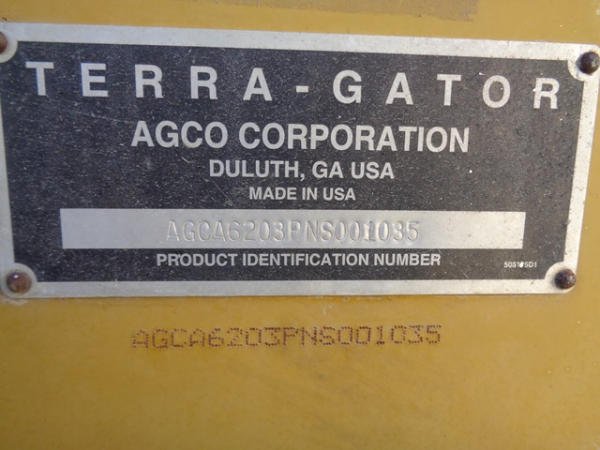 TERRA-GATOR
AGCO CORPORATION
DULUTH, GA USA
MADE IN USA
AGCA6203PNS001035
PRODUCT IDENTIFICATION NUMBER
AGCA6203PNS001035